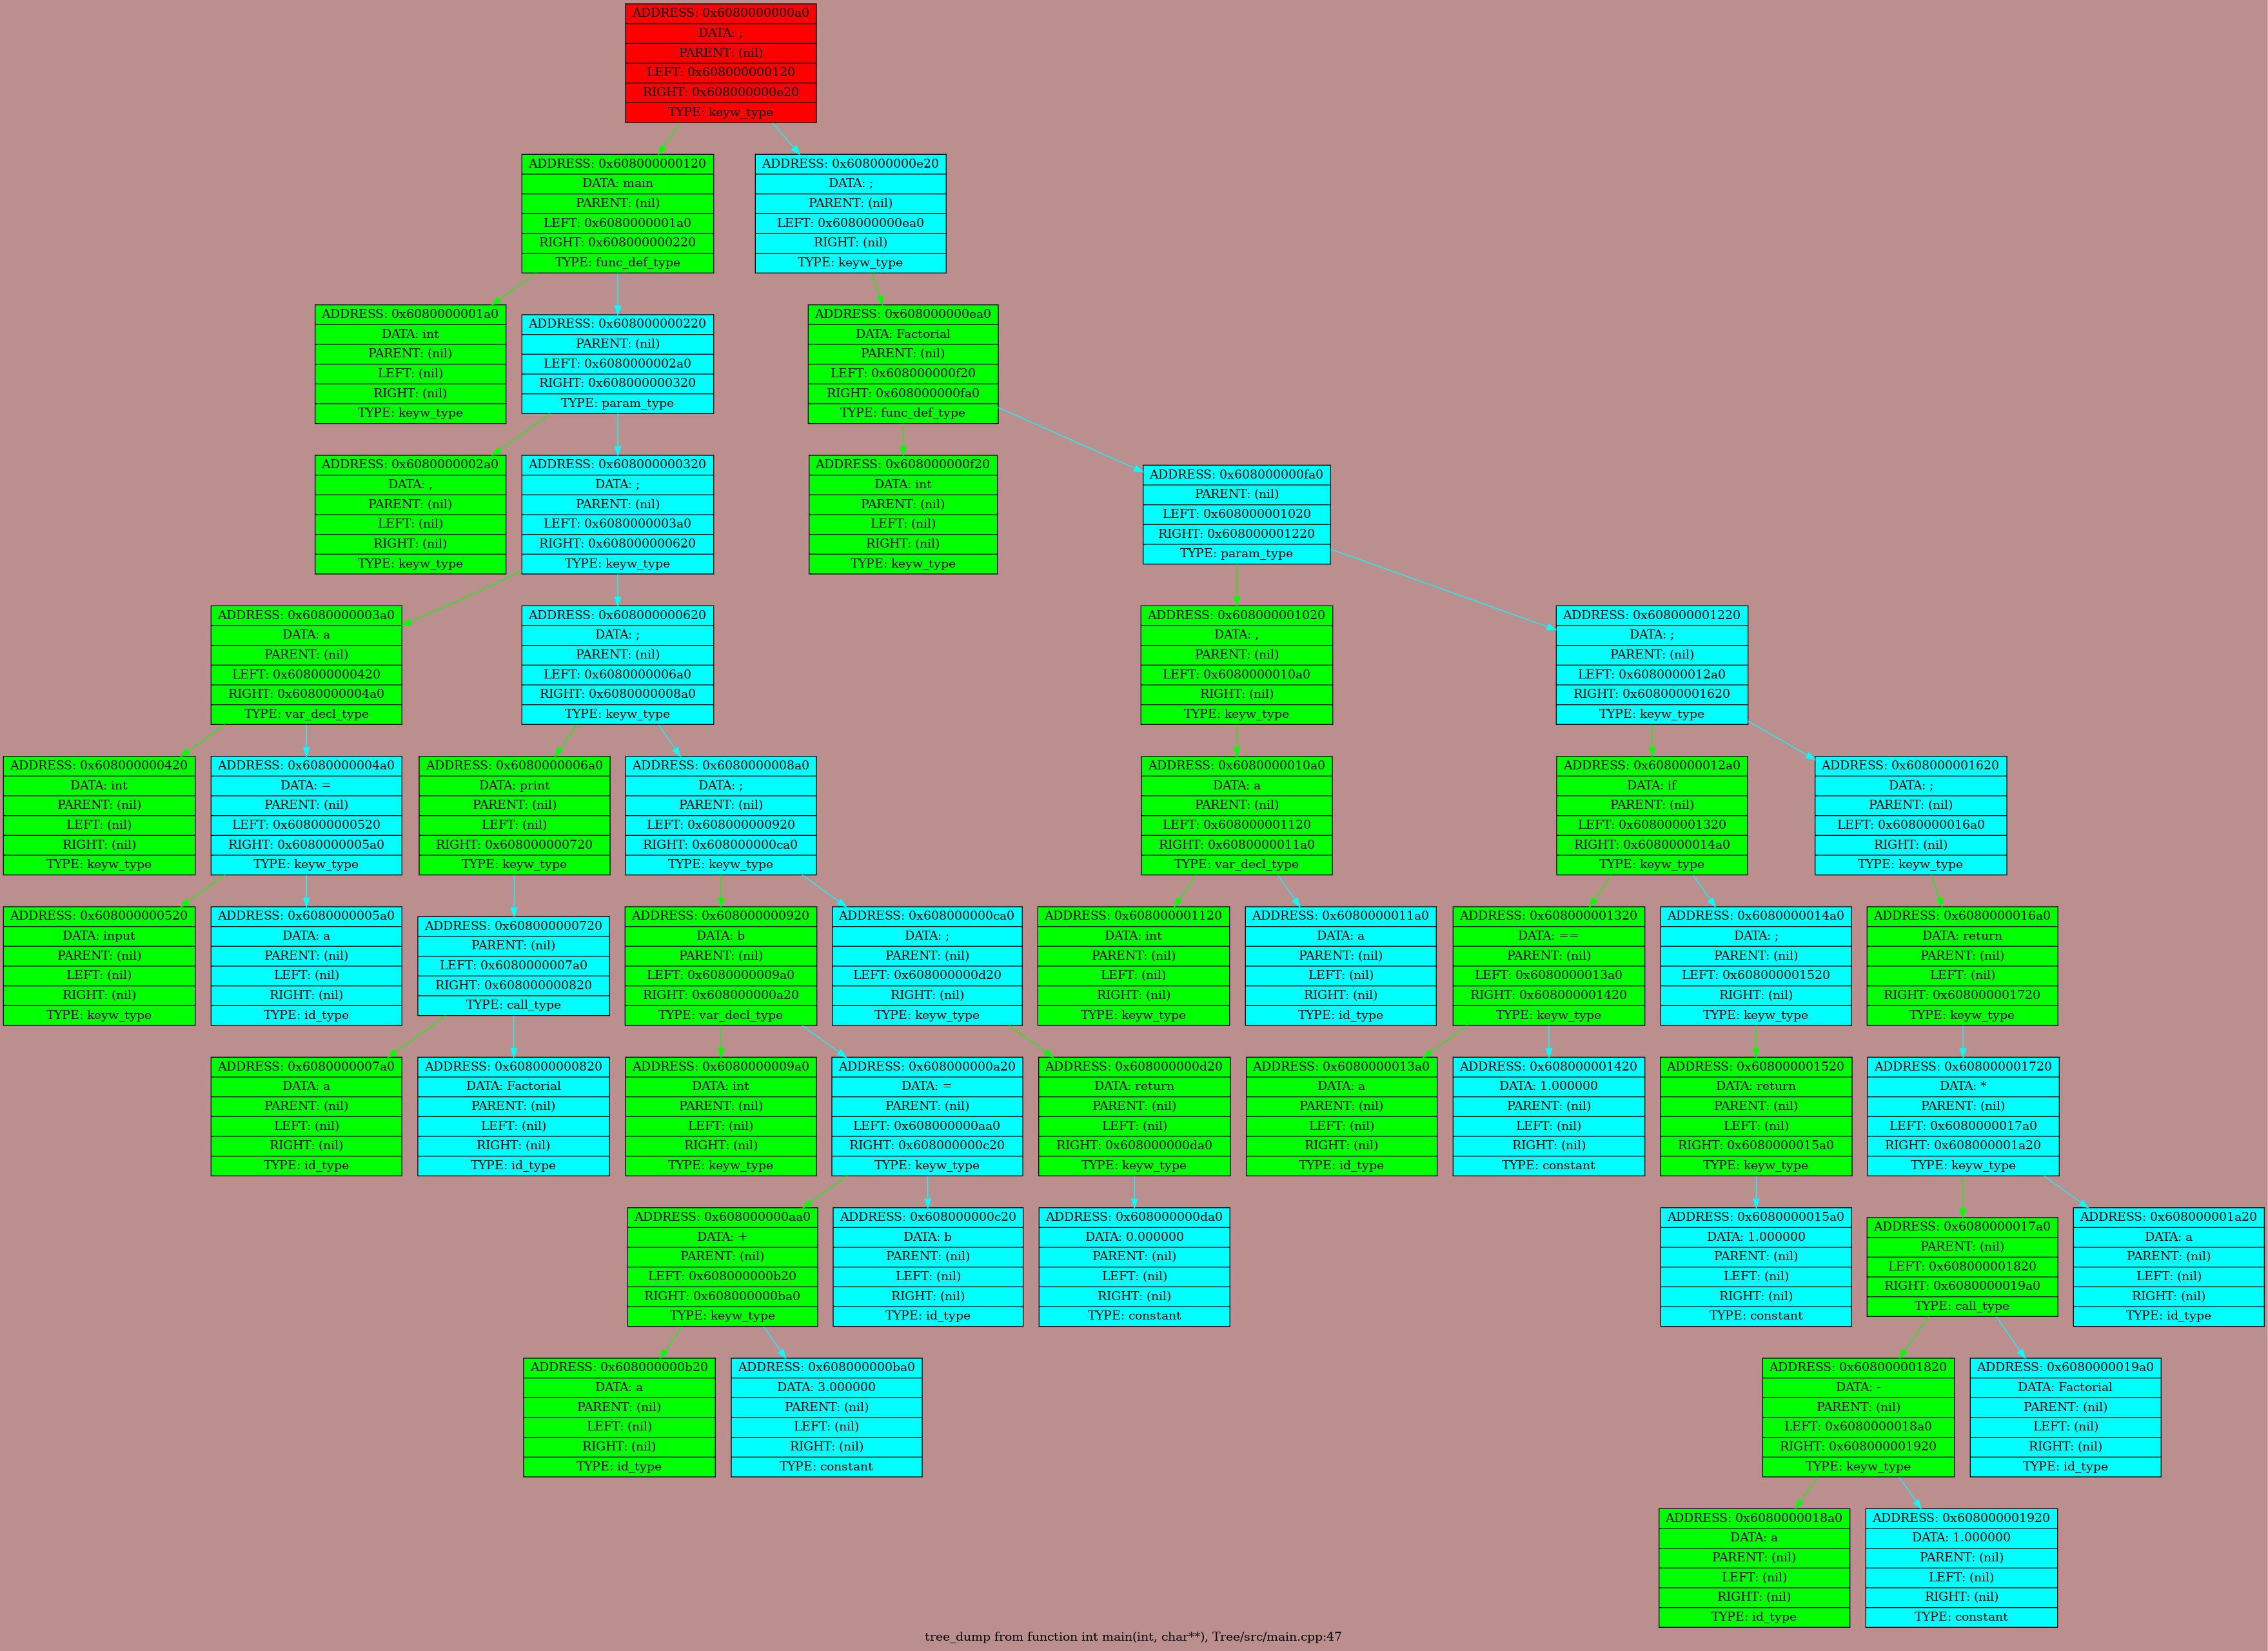 ADDRESS: 0x6080000000a0
DATA: ;
PARENT: (nil)
LEFT: 0x608000000120
RIGHT: 0x608000000e20
TYPE: keyw_type
ADDRESS: 0x608000000120
DATA: main
PARENT: (nil)
LEFT: 0x6080000001a0
RIGHT: 0x608000000220
TYPE: func_def_type
ADDRESS: 0x608000000e20
DATA: ;
PARENT: (nil)
LEFT: 0x608000000ea0
RIGHT: (nil)
TYPE: keyw_type
ADDRESS: 0x6080000001a0
DATA: int
PARENT: (nil)
LEFT: (nil)
RIGHT: (nil)
TYPE: keyw_type
ADDRESS: 0x608000000220
PARENT: (nil)
LEFT: 0x6080000002a0
RIGHT: 0x608000000320
TYPE: param_type
ADDRESS: 0x608000000ea0
DATA: Factorial
PARENT: (nil)
LEFT: 0x608000000f20
RIGHT: 0x608000000fa0
TYPE: func_def_type
ADDRESS: 0x6080000002a0
DATA: ,
PARENT: (nil)
LEFT: (nil)
RIGHT: (nil)
TYPE: keyw_type
ADDRESS: 0x608000000320
DATA: ;
PARENT: (nil)
LEFT: 0x6080000003a0
RIGHT: 0x608000000620
TYPE: keyw_type
ADDRESS: 0x608000000f20
DATA: int
PARENT: (nil)
LEFT: (nil)
RIGHT: (nil)
TYPE: keyw_type
ADDRESS: 0x608000000fa0
PARENT: (nil)
LEFT: 0x608000001020
RIGHT: 0x608000001220
TYPE: param_type
ADDRESS: 0x6080000003a0
DATA: a
PARENT: (nil)
LEFT: 0x608000000420
RIGHT: 0x6080000004a0
TYPE: var_decl_type
ADDRESS: 0x608000000620
DATA: ;
PARENT: (nil)
LEFT: 0x6080000006a0
RIGHT: 0x6080000008a0
TYPE: keyw_type
ADDRESS: 0x608000001020
DATA: ,
PARENT: (nil)
LEFT: 0x6080000010a0
RIGHT: (nil)
TYPE: keyw_type
ADDRESS: 0x608000001220
DATA: ;
PARENT: (nil)
LEFT: 0x6080000012a0
RIGHT: 0x608000001620
TYPE: keyw_type
ADDRESS: 0x608000000420
DATA: int
PARENT: (nil)
LEFT: (nil)
RIGHT: (nil)
TYPE: keyw_type
ADDRESS: 0x6080000004a0
DATA: =
PARENT: (nil)
LEFT: 0x608000000520
RIGHT: 0x6080000005a0
TYPE: keyw_type
ADDRESS: 0x6080000006a0
DATA: print
PARENT: (nil)
LEFT: (nil)
RIGHT: 0x608000000720
TYPE: keyw_type
ADDRESS: 0x6080000008a0
DATA: ;
PARENT: (nil)
LEFT: 0x608000000920
RIGHT: 0x608000000ca0
TYPE: keyw_type
ADDRESS: 0x6080000010a0
DATA: a
PARENT: (nil)
LEFT: 0x608000001120
RIGHT: 0x6080000011a0
TYPE: var_decl_type
ADDRESS: 0x6080000012a0
DATA: if
PARENT: (nil)
LEFT: 0x608000001320
RIGHT: 0x6080000014a0
TYPE: keyw_type
ADDRESS: 0x608000001620
DATA: ;
PARENT: (nil)
LEFT: 0x6080000016a0
RIGHT: (nil)
TYPE: keyw_type
ADDRESS: 0x608000000520
DATA: input
PARENT: (nil)
LEFT: (nil)
RIGHT: (nil)
TYPE: keyw_type
ADDRESS: 0x6080000005a0
DATA: a
PARENT: (nil)
LEFT: (nil)
RIGHT: (nil)
TYPE: id_type
ADDRESS: 0x608000000720
PARENT: (nil)
LEFT: 0x6080000007a0
RIGHT: 0x608000000820
TYPE: call_type
ADDRESS: 0x608000000920
DATA: b
PARENT: (nil)
LEFT: 0x6080000009a0
RIGHT: 0x608000000a20
TYPE: var_decl_type
ADDRESS: 0x608000000ca0
DATA: ;
PARENT: (nil)
LEFT: 0x608000000d20
RIGHT: (nil)
TYPE: keyw_type
ADDRESS: 0x608000001120
DATA: int
PARENT: (nil)
LEFT: (nil)
RIGHT: (nil)
TYPE: keyw_type
ADDRESS: 0x6080000011a0
DATA: a
PARENT: (nil)
LEFT: (nil)
RIGHT: (nil)
TYPE: id_type
ADDRESS: 0x608000001320
DATA: ==
PARENT: (nil)
LEFT: 0x6080000013a0
RIGHT: 0x608000001420
TYPE: keyw_type
ADDRESS: 0x6080000014a0
DATA: ;
PARENT: (nil)
LEFT: 0x608000001520
RIGHT: (nil)
TYPE: keyw_type
ADDRESS: 0x6080000016a0
DATA: return
PARENT: (nil)
LEFT: (nil)
RIGHT: 0x608000001720
TYPE: keyw_type
ADDRESS: 0x6080000007a0
DATA: a
PARENT: (nil)
LEFT: (nil)
RIGHT: (nil)
TYPE: id_type
ADDRESS: 0x608000000820
DATA: Factorial
PARENT: (nil)
LEFT: (nil)
RIGHT: (nil)
TYPE: id_type
ADDRESS: 0x6080000009a0
DATA: int
PARENT: (nil)
LEFT: (nil)
RIGHT: (nil)
TYPE: keyw_type
ADDRESS: 0x608000000a20
DATA: =
PARENT: (nil)
LEFT: 0x608000000aa0
RIGHT: 0x608000000c20
TYPE: keyw_type
ADDRESS: 0x608000000d20
DATA: return
PARENT: (nil)
LEFT: (nil)
RIGHT: 0x608000000da0
TYPE: keyw_type
ADDRESS: 0x6080000013a0
DATA: a
PARENT: (nil)
LEFT: (nil)
RIGHT: (nil)
TYPE: id_type
ADDRESS: 0x608000001420
DATA: 1.000000
PARENT: (nil)
LEFT: (nil)
RIGHT: (nil)
TYPE: constant
ADDRESS: 0x608000001520
DATA: return
PARENT: (nil)
LEFT: (nil)
RIGHT: 0x6080000015a0
TYPE: keyw_type
ADDRESS: 0x608000001720
DATA: *
PARENT: (nil)
LEFT: 0x6080000017a0
RIGHT: 0x608000001a20
TYPE: keyw_type
ADDRESS: 0x608000000aa0
DATA: +
PARENT: (nil)
LEFT: 0x608000000b20
RIGHT: 0x608000000ba0
TYPE: keyw_type
ADDRESS: 0x608000000c20
DATA: b
PARENT: (nil)
LEFT: (nil)
RIGHT: (nil)
TYPE: id_type
ADDRESS: 0x608000000da0
DATA: 0.000000
PARENT: (nil)
LEFT: (nil)
RIGHT: (nil)
TYPE: constant
ADDRESS: 0x6080000015a0
DATA: 1.000000
PARENT: (nil)
LEFT: (nil)
RIGHT: (nil)
TYPE: constant
ADDRESS: 0x6080000017a0
PARENT: (nil)
LEFT: 0x608000001820
RIGHT: 0x6080000019a0
TYPE: call_type
ADDRESS: 0x608000001a20
DATA: a
PARENT: (nil)
LEFT: (nil)
RIGHT: (nil)
TYPE: id_type
ADDRESS: 0x608000000b20
DATA: a
PARENT: (nil)
LEFT: (nil)
RIGHT: (nil)
TYPE: id_type
ADDRESS: 0x608000000ba0
DATA: 3.000000
PARENT: (nil)
LEFT: (nil)
RIGHT: (nil)
TYPE: constant
ADDRESS: 0x608000001820
DATA: -
PARENT: (nil)
LEFT: 0x6080000018a0
RIGHT: 0x608000001920
TYPE: keyw_type
ADDRESS: 0x6080000019a0
DATA: Factorial
PARENT: (nil)
LEFT: (nil)
RIGHT: (nil)
TYPE: id_type
ADDRESS: 0x6080000018a0
DATA: a
PARENT: (nil)
LEFT: (nil)
RIGHT: (nil)
TYPE: id_type
ADDRESS: 0x608000001920
DATA: 1.000000
PARENT: (nil)
LEFT: (nil)
RIGHT: (nil)
TYPE: constant
tree_dump from function int main(int, char**), Tree/src/main.cpp:47